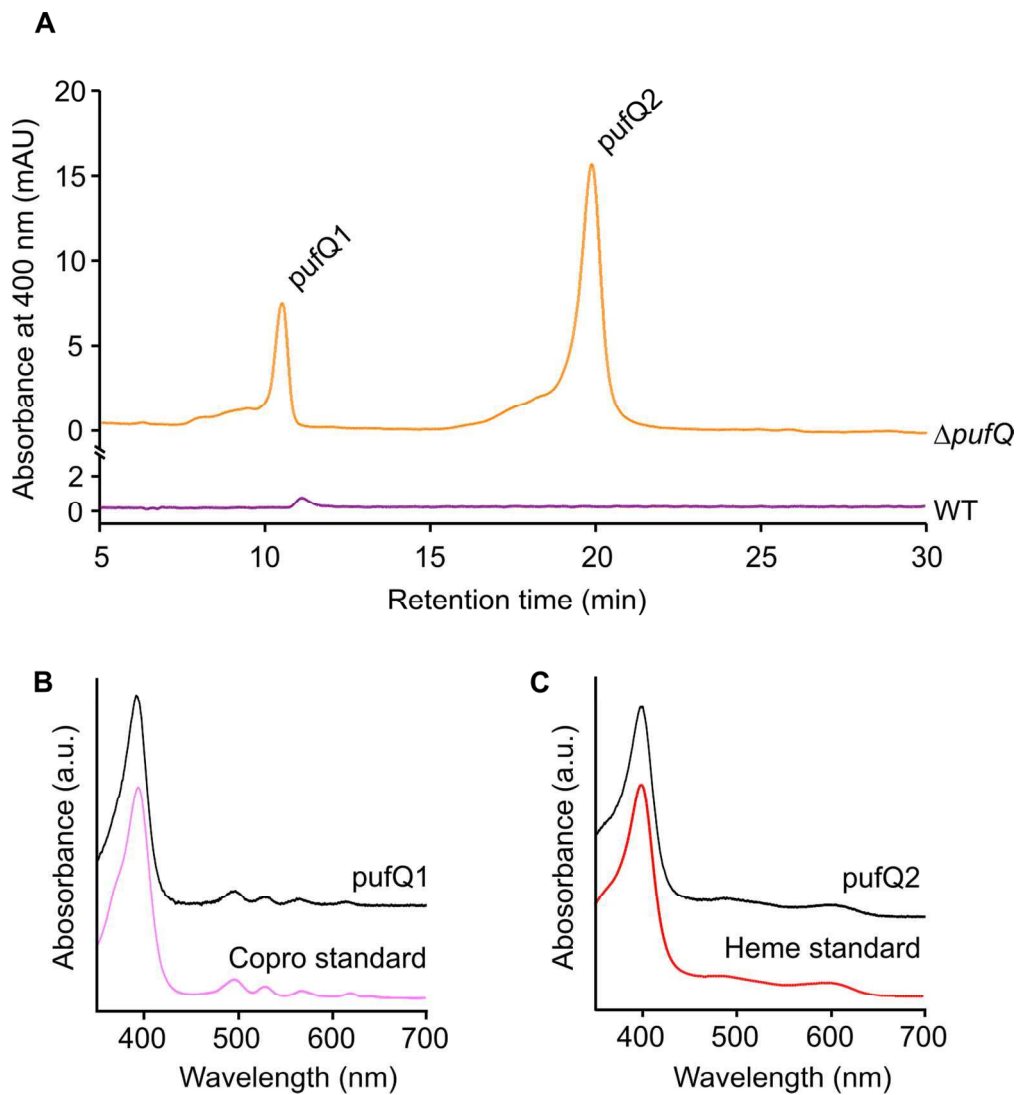 A
Absorbance at 400 nm (mAU)
20
15
10
5
0
2
0
pufQ1
pufQ2
ΔpufQ
WT
5 10 15 20 25 30
Retention time (min)
B
Abosorbance (a.u.)
pufQ1
Copro standard
400 500 600 700
Wavelength (nm)
C
Abosorbance (a.u.)
pufQ2
Heme standard
400 500 600 700
Wavelength (nm)